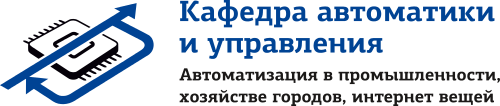 Кафедра автоматики
и управления
Автоматизация в промышленности,
хозяйстве городов, интернет вещей